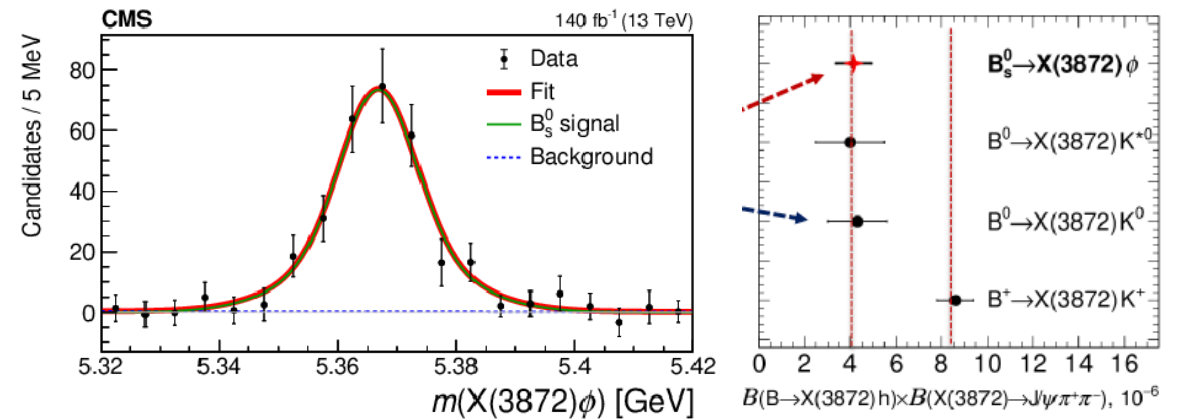 CMS
140 fb⁻¹ (13 TeV)
Candidates / 5 MeV
80
60
40
20
0
Data
Fit
B⁰ₛ signal
Background
5.32 5.34 5.36 5.38 5.4 5.42
m(X(3872)ϕ) [GeV]
B⁰ₛ→X(3872)ϕ
B⁰→X(3872)K*⁰
B⁰→X(3872)K⁰
B⁺→X(3872)K⁺
0 2 4 6 8 10 12 14 16
B(B→X(3872)h)×B(X(3872)→J/ψπ⁺π⁻), 10⁻⁶